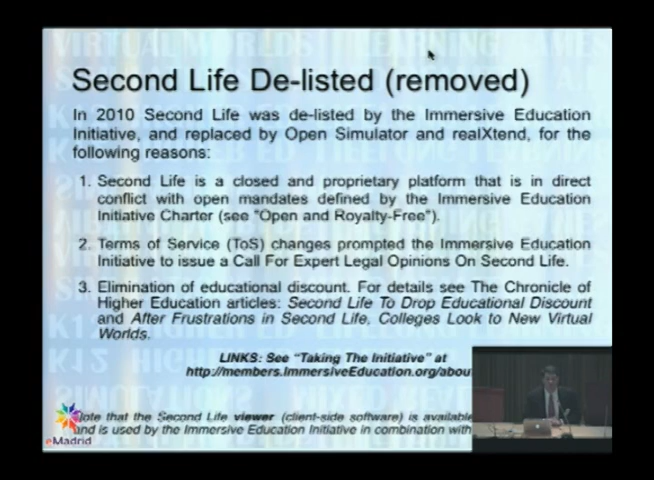 Second Life De-listed (removed)
In 2010 Second Life was de-listed by the Immersive Education
Initiative, and replaced by Open Simulator and realXtend, for the
following reasons:
1. Second Life is a closed and proprietary platform that is in direct
conflict with open mandates defined by the Immersive Education
Initiative Charter (see "Open and Royalty-Free").
2. Terms of Service (ToS) changes prompted the Immersive Education
Initiative to issue a Call For Expert Legal Opinions On Second Life.
3. Elimination of educational discount. For details see The Chronicle of
Higher Education articles: Second Life To Drop Educational Discount
and After Frustrations in Second Life, Colleges Look to New Virtual
Worlds.
LINKS: See "Taking The Initiative" at
http://members.ImmersiveEducation.org/abou
Note that the Second Life viewer (client-side software) is available
and is used by the Immersive Education Initiative in combination with
eMadrid